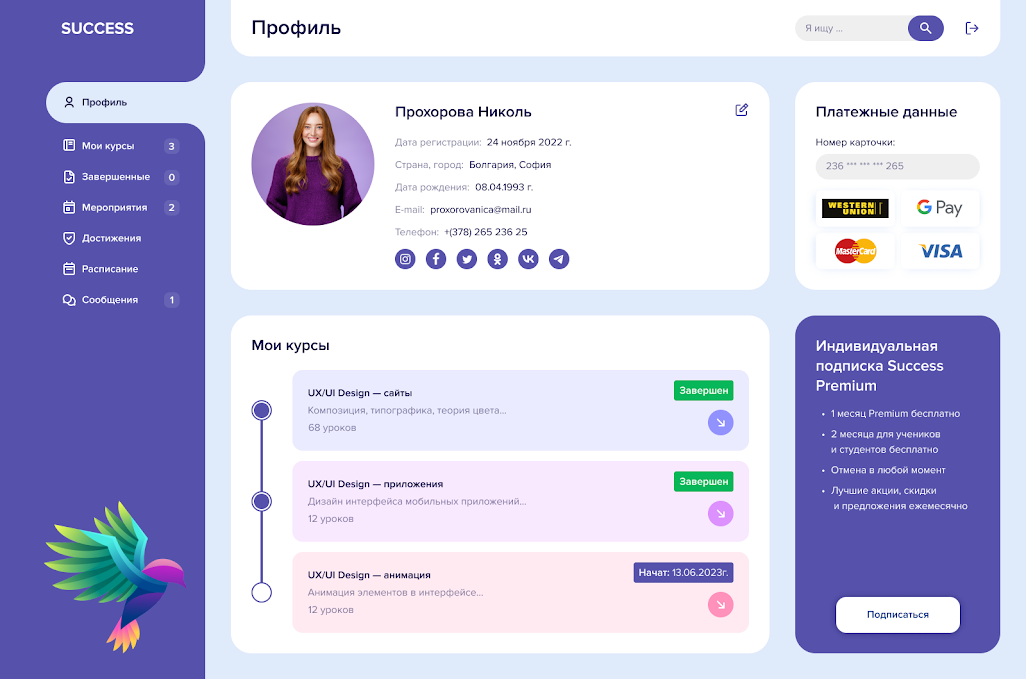 SUCCESS
Профиль
Мои курсы 3
Завершенные 0
Мероприятия 2
Достижения
Расписание
Сообщения 1
Профиль
Я ищу ...
Прохорова Николь
Дата регистрации: 24 ноября 2022 г.
Страна, город: Болгария, София
Дата рождения: 08.04.1993 г.
E-mail: proxorovanica@mail.ru
Телефон: +(378) 265 236 25
Платежные данные
Номер карточки:
236 *** *** *** 265
WESTERN
UNION
G Pay
MasterCard
VISA
Мои курсы
UX/UI Design — сайты
Завершен
Композиция, типографика, теория цвета...
68 уроков
UX/UI Design — приложения
Завершен
Дизайн интерфейса мобильных приложений...
12 уроков
UX/UI Design — анимация
Начат: 13.06.2023г.
Анимация элементов в интерфейсе...
12 уроков
Индивидуальная
подписка Success
Premium
• 1 месяц Premium бесплатно
• 2 месяца для учеников
и студентов бесплатно
• Отмена в любой момент
• Лучшие акции, скидки
и предложения ежемесячно
Подписаться